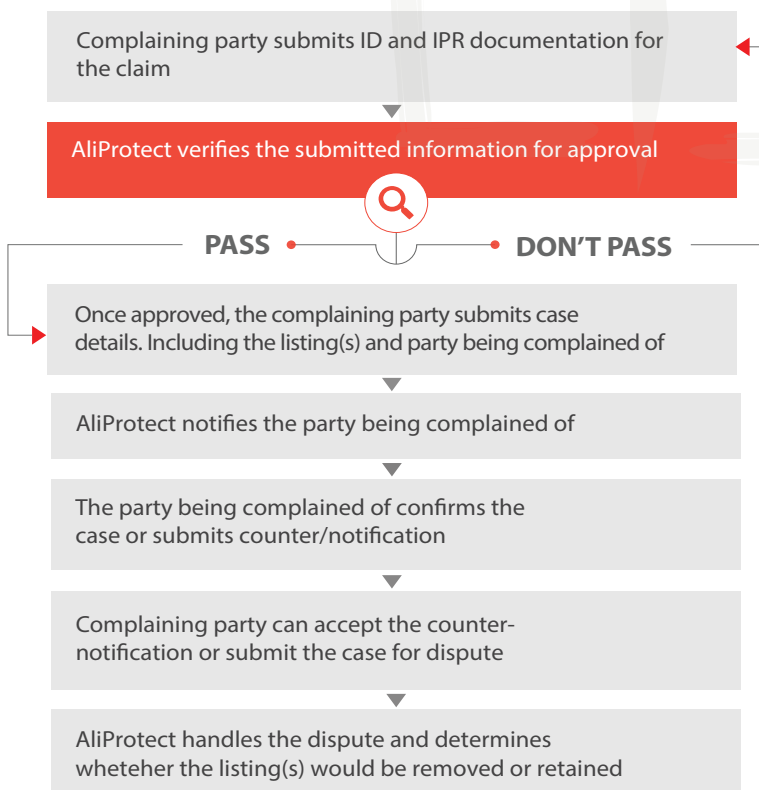 Complaining party submits ID and IPR documentation for
the claim
AliProtect verifies the submitted information for approval
PASS
DON'T PASS
Once approved, the complaining party submits case
details. Including the listing(s) and party being complained of
AliProtect notifies the party being complained of
The party being complained of confirms the
case or submits counter/notification
Complaining party can accept the counter-
notification or submit the case for dispute
AliProtect handles the dispute and determines
wheteher the listing(s) would be removed or retained